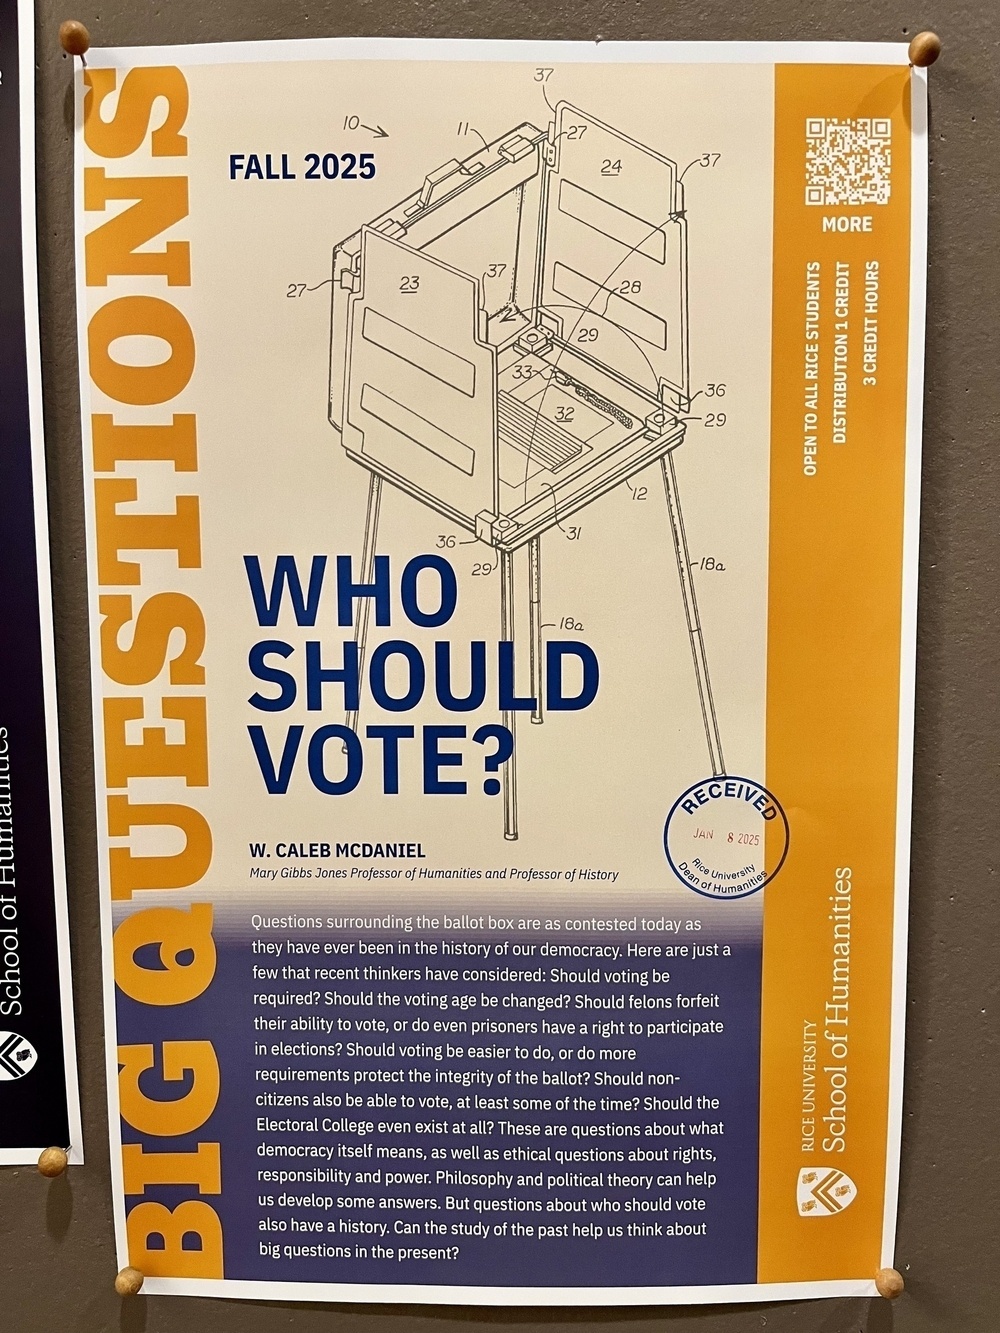 BIG QUESTIONS
FALL 2025
10
11
37
27
24
37
27
23
37
28
29
33
32
36
29
12
31
36
29
18a
18a
WHO
SHOULD
VOTE?
W. CALEB MCDANIEL
Mary Gibbs Jones Professor of Humanities and Professor of History
RECEIVED
JAN 8 2025
Rice University
Dean of Humanities
Questions surrounding the ballot box are as contested today as
they have ever been in the history of our democracy. Here are just a
few that recent thinkers have considered: Should voting be
required? Should the voting age be changed? Should felons forfeit
their ability to vote, or do even prisoners have a right to participate
in elections? Should voting be easier to do, or do more
requirements protect the integrity of the ballot? Should non-
citizens also be able to vote, at least some of the time? Should the
Electoral College even exist at all? These are questions about what
democracy itself means, as well as ethical questions about rights,
responsibility and power. Philosophy and political theory can help
us develop some answers. But questions about who should vote
also have a history. Can the study of the past help us think about
big questions in the present?
MORE
OPEN TO ALL RICE STUDENTS
DISTRIBUTION 1 CREDIT
3 CREDIT HOURS
RICE UNIVERSITY
School of Humanities
School of Humanities